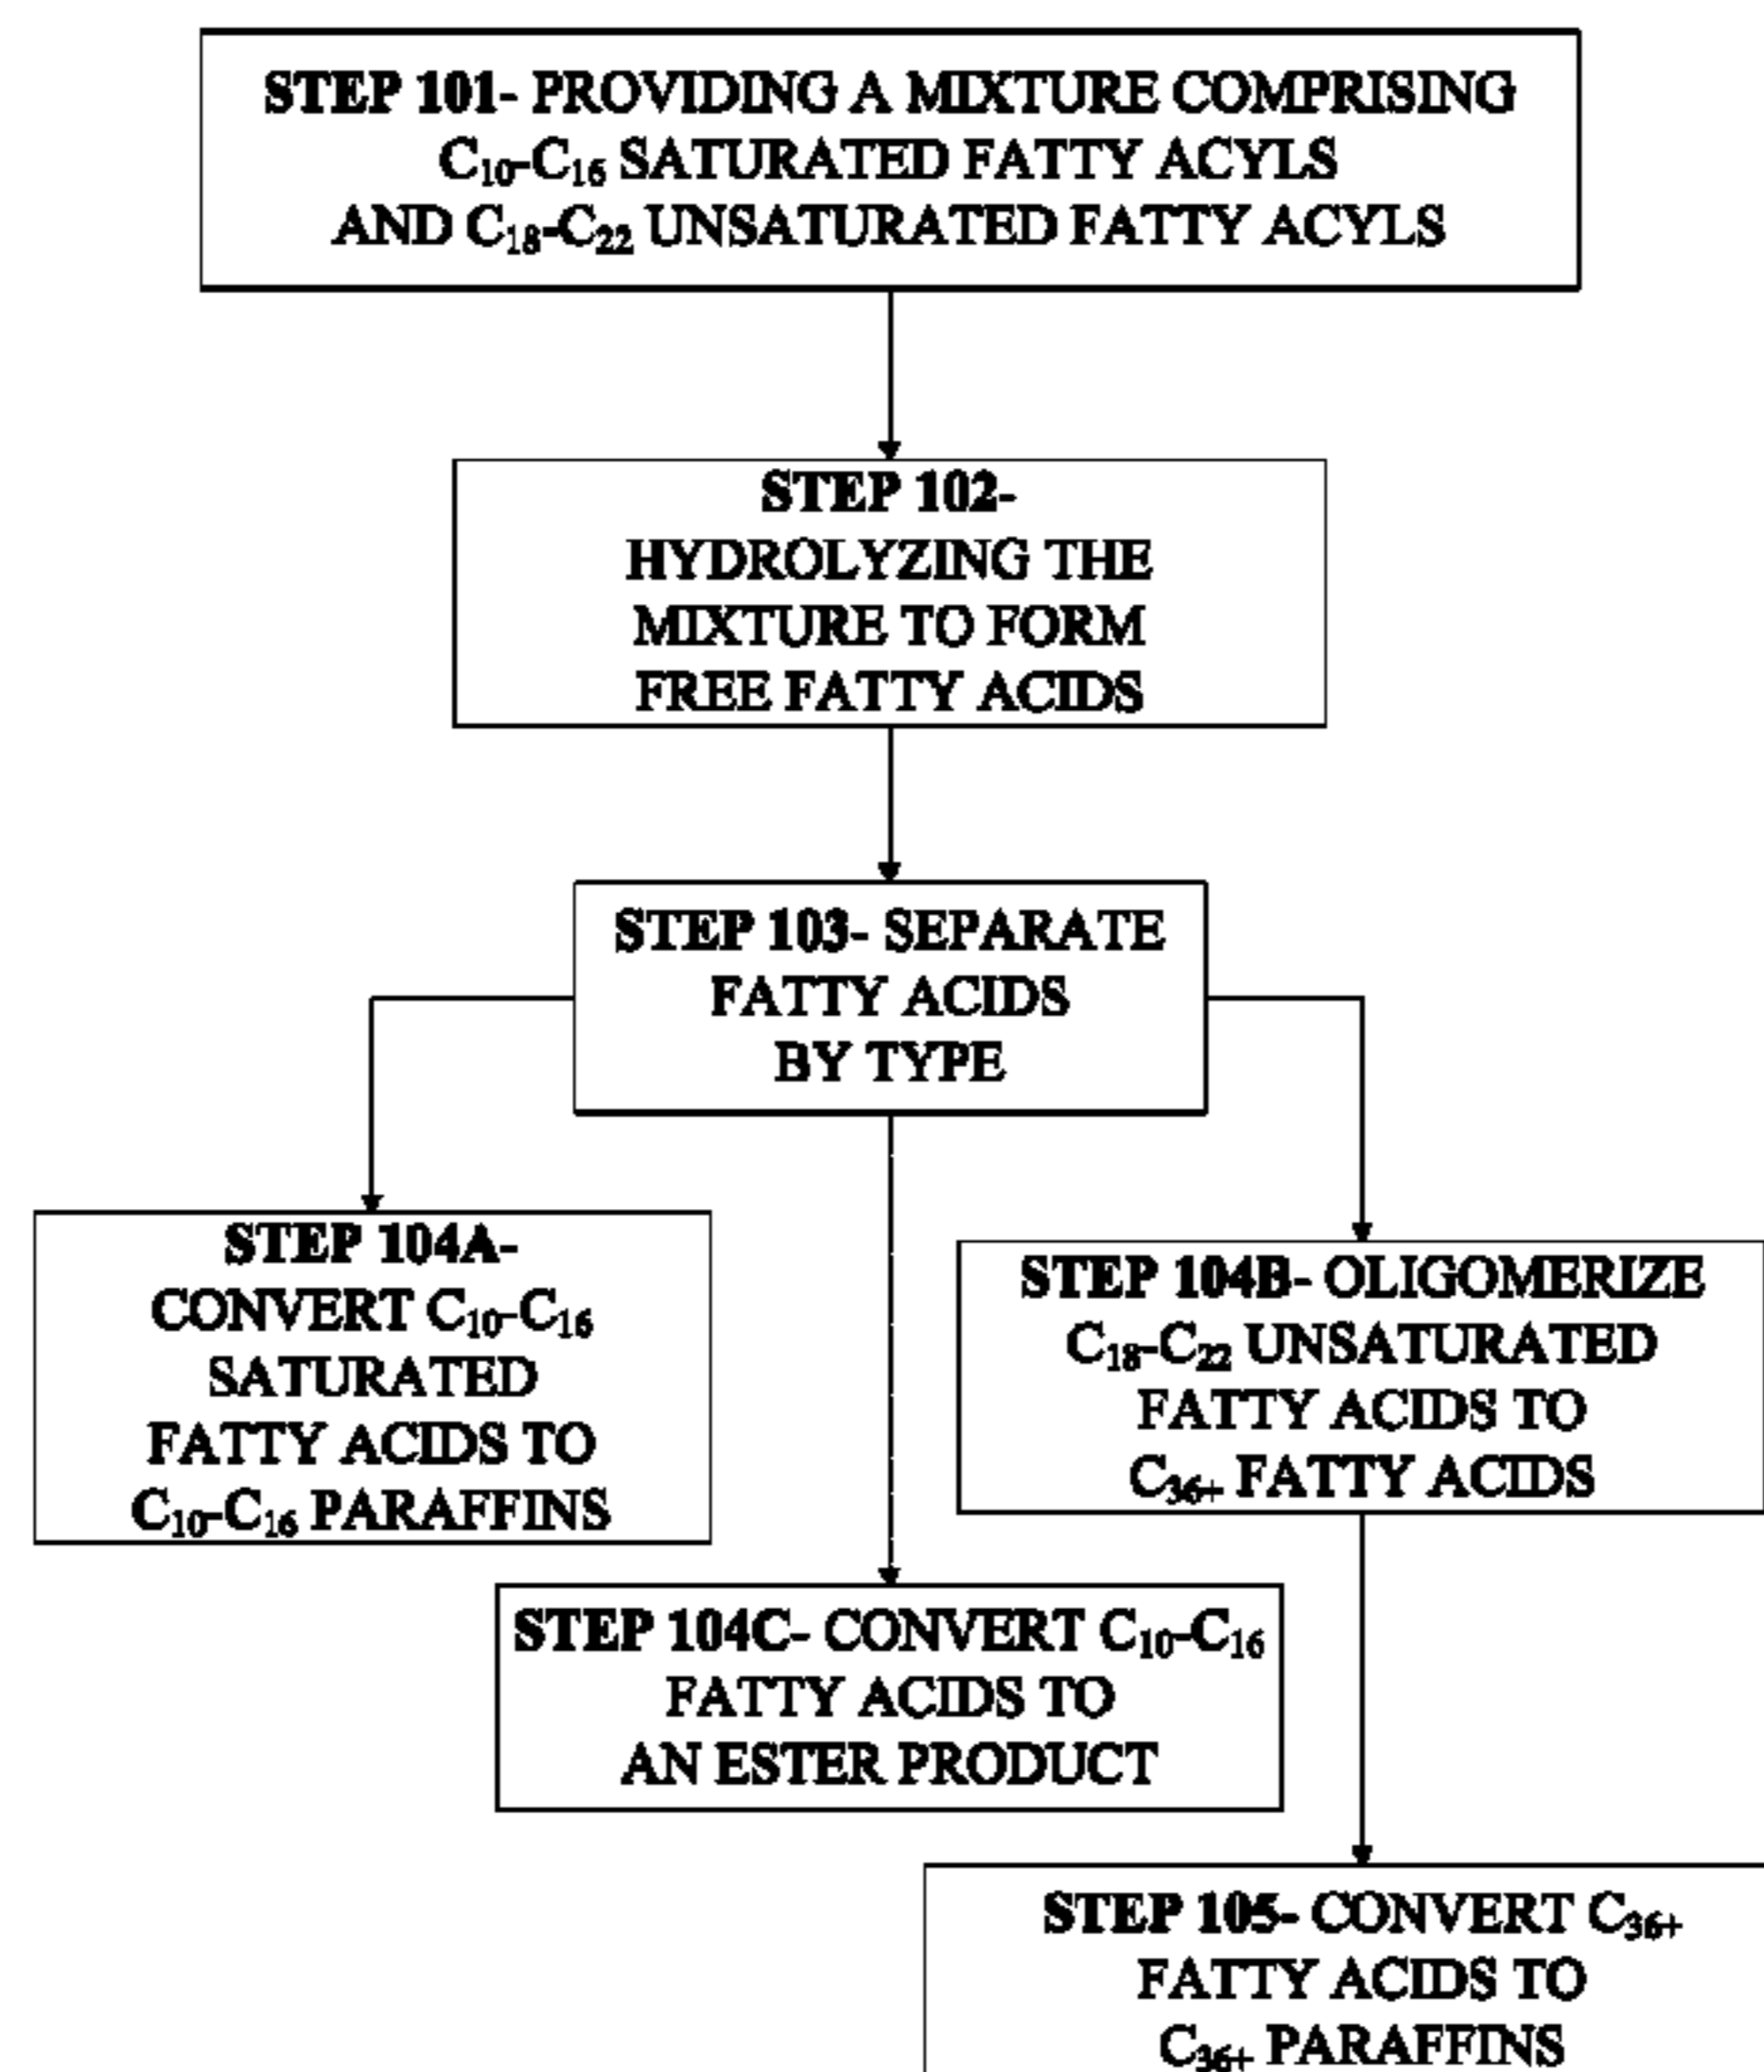 STEP 101- PROVIDING A MIXTURE COMPRISING
C₁₀-C₁₆ SATURATED FATTY ACYLS
AND C₁₈-C₂₂ UNSATURATED FATTY ACYLS
STEP 102-
HYDROLYZING THE
MIXTURE TO FORM
FREE FATTY ACIDS
STEP 103- SEPARATE
FATTY ACIDS
BY TYPE
STEP 104A-
CONVERT C₁₀-C₁₆
SATURATED
FATTY ACIDS TO
C₁₀-C₁₆ PARAFFINS
STEP 104B- OLIGOMERIZE
C₁₈-C₂₂ UNSATURATED
FATTY ACIDS TO
C₃₆₊ FATTY ACIDS
STEP 104C- CONVERT C₁₀-C₁₆
FATTY ACIDS TO
AN ESTER PRODUCT
STEP 105- CONVERT C₃₆₊
FATTY ACIDS TO
C₃₆₊ PARAFFINS